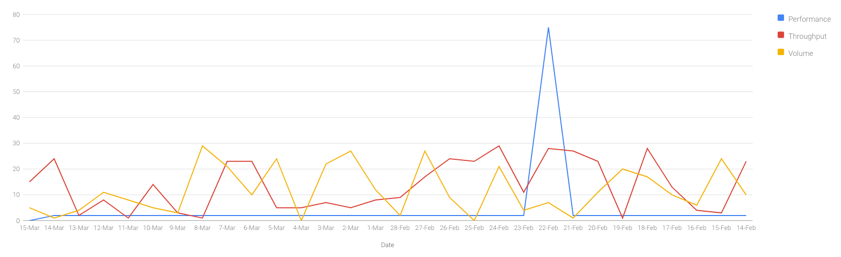 80
70
60
50
40
30
20
10
0
15-Mar 14-Mar 13-Mar 12-Mar 11-Mar 10-Mar 9-Mar 8-Mar 7-Mar 6-Mar 5-Mar 4-Mar 3-Mar 2-Mar 1-Mar 28-Feb 27-Feb 26-Feb 25-Feb 24-Feb 23-Feb 22-Feb 21-Feb 20-Feb 19-Feb 18-Feb 17-Feb 16-Feb 15-Feb 14-Feb
Date
Performance
Throughput
Volume